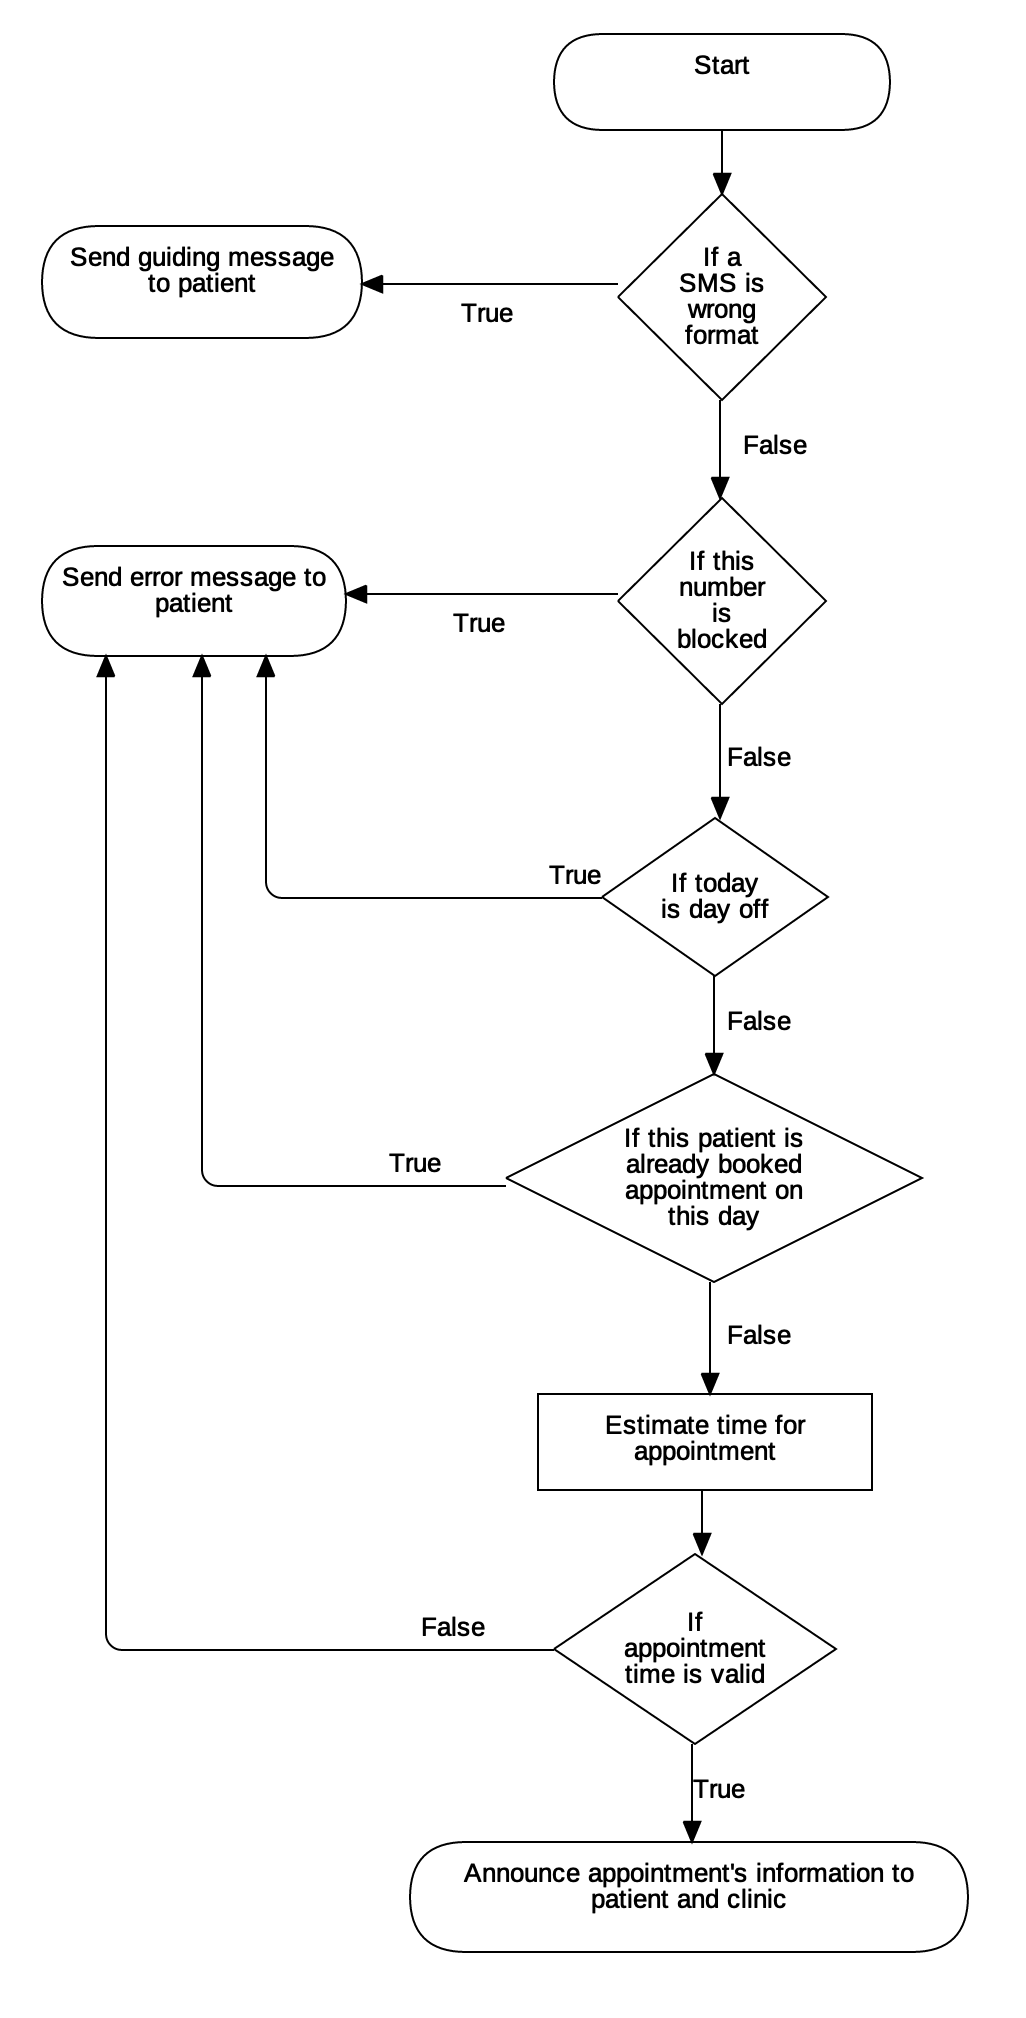 Start
If a
SMS is
wrong
format
Send guiding message
to patient
True
False
If this
number
is
blocked
Send error message to
patient
True
False
If today
is day off
True
False
If this patient is
already booked
appointment on
this day
True
False
Estimate time for
appointment
If
appointment
time is valid
False
True
Announce appointment's information to
patient and clinic